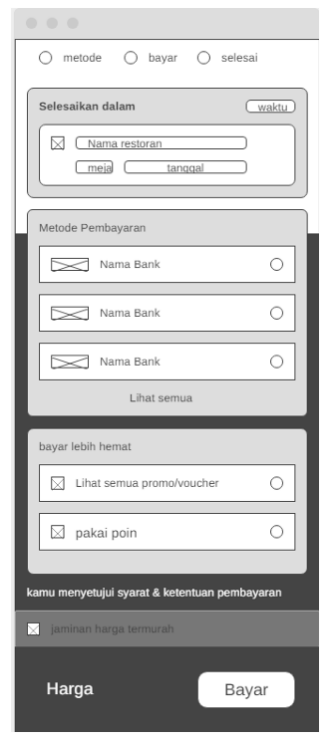 metode bayar selesai
Selesaikan dalam waktu
Nama restoran
meja tanggal
Metode Pembayaran
Nama Bank
Nama Bank
Nama Bank
Lihat semua
bayar lebih hemat
Lihat semua promo/voucher
pakai poin
kamu menyetujui syarat & ketentuan pembayaran
jaminan harga termurah
Harga Bayar